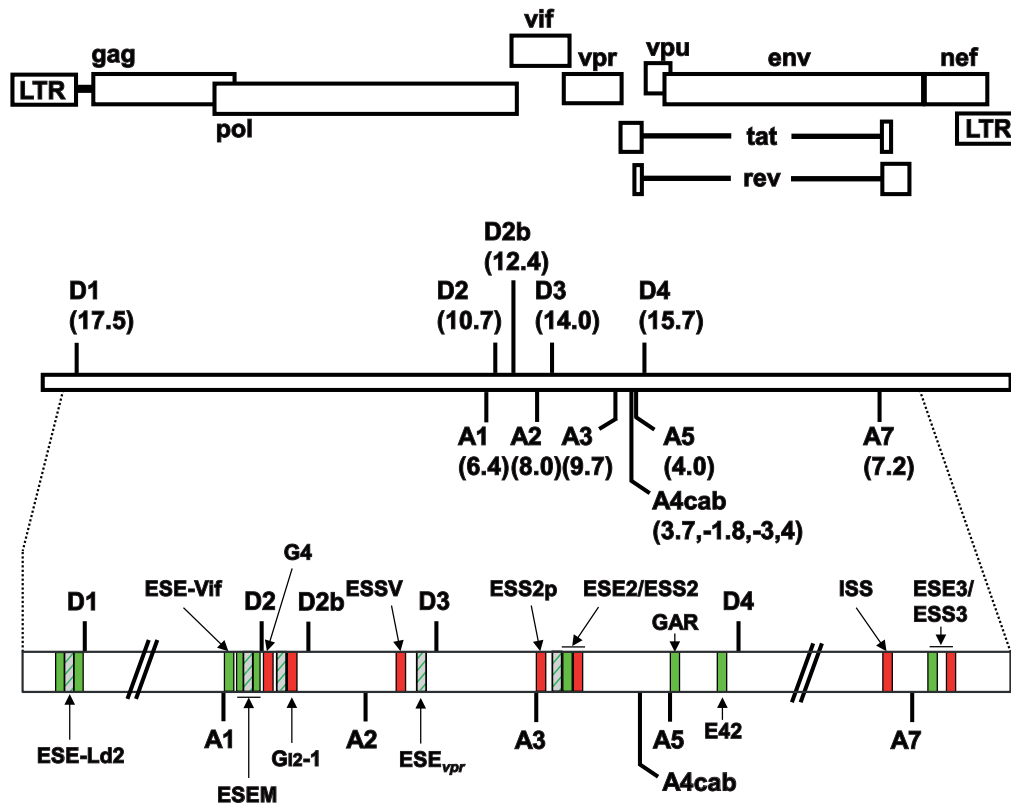 vif
gag
vpr
vpu
env
nef
LTR
pol
LTR
tat
rev
D2b
(12.4)
D1
(17.5)
D2
(10.7)
D3
(14.0)
D4
(15.7)
A1
(6.4)
A2
(8.0)
A3
(9.7)
A5
(4.0)
A7
(7.2)
A4cab
(3.7,-1.8,-3,4)
G4
ESE-Vif
ESSV
ESS2p
ESE2/ESS2
ISS
ESE3/
ESS3
D1
D2
D2b
D3
GAR
D4
ESE-Ld2
A1
ESEM
GI2-1
A2
ESEvpr
A3
A5
E42
A4cab
A7